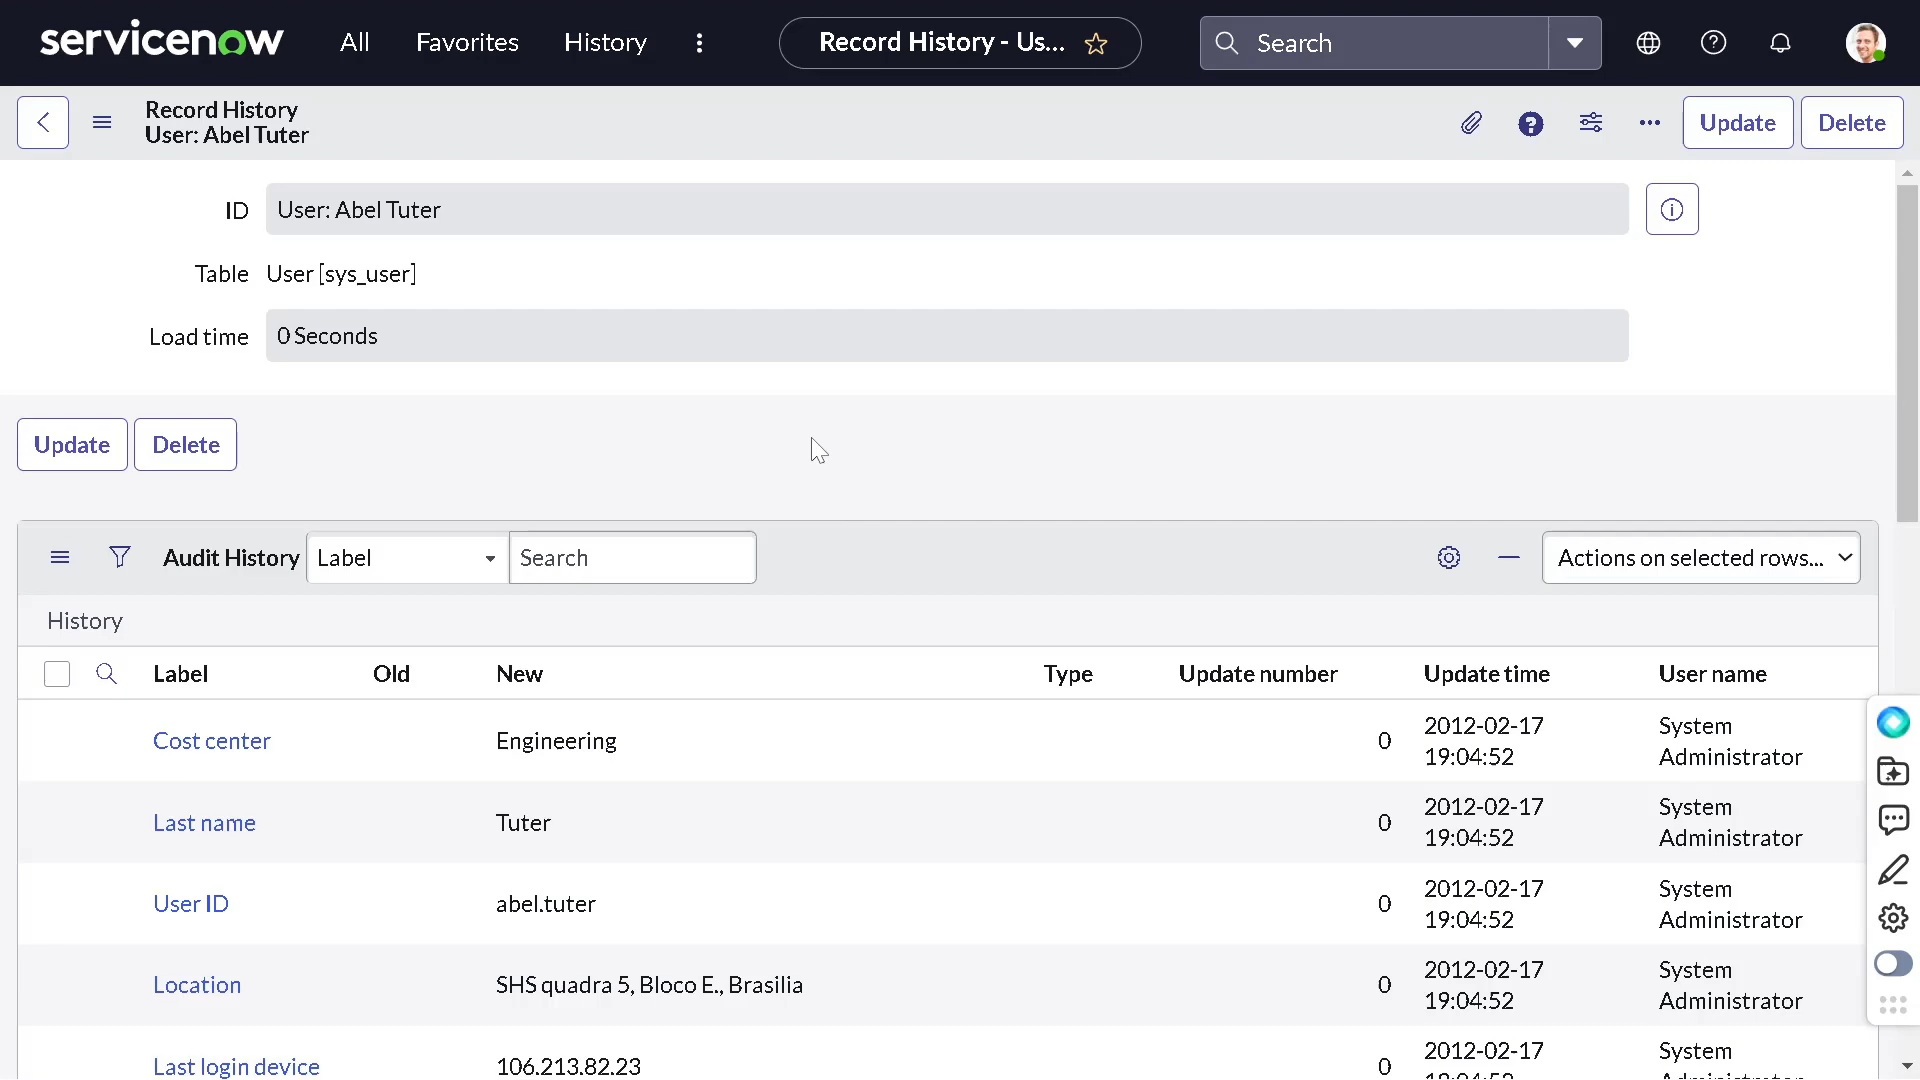 servicenow All Favorites History Record History - Us... Search
Record History
User: Abel Tuter
Update Delete
ID User: Abel Tuter
Table User [sys_user]
Load time 0 Seconds
Update Delete
Audit History Label Search Actions on selected rows...
History
Label Old New Type Update number Update time User name
Cost center Engineering 0 2012-02-17 19:04:52 System Administrator
Last name Tuter 0 2012-02-17 19:04:52 System Administrator
User ID abel.tuter 0 2012-02-17 19:04:52 System Administrator
Location SHS quadra 5, Bloco E., Brasilia 0 2012-02-17 19:04:52 System Administrator
Last login device 106.213.82.23 0 2012-02-17 System